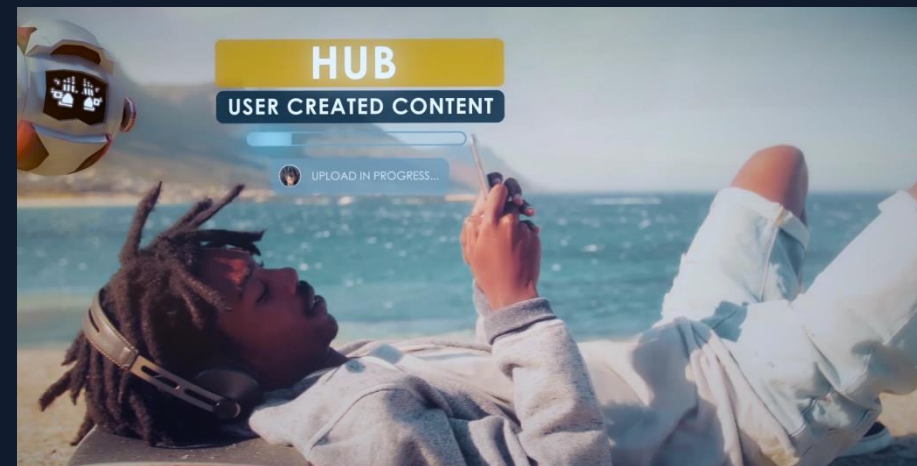 HUB
USER CREATED CONTENT
UPLOAD IN PROGRESS...